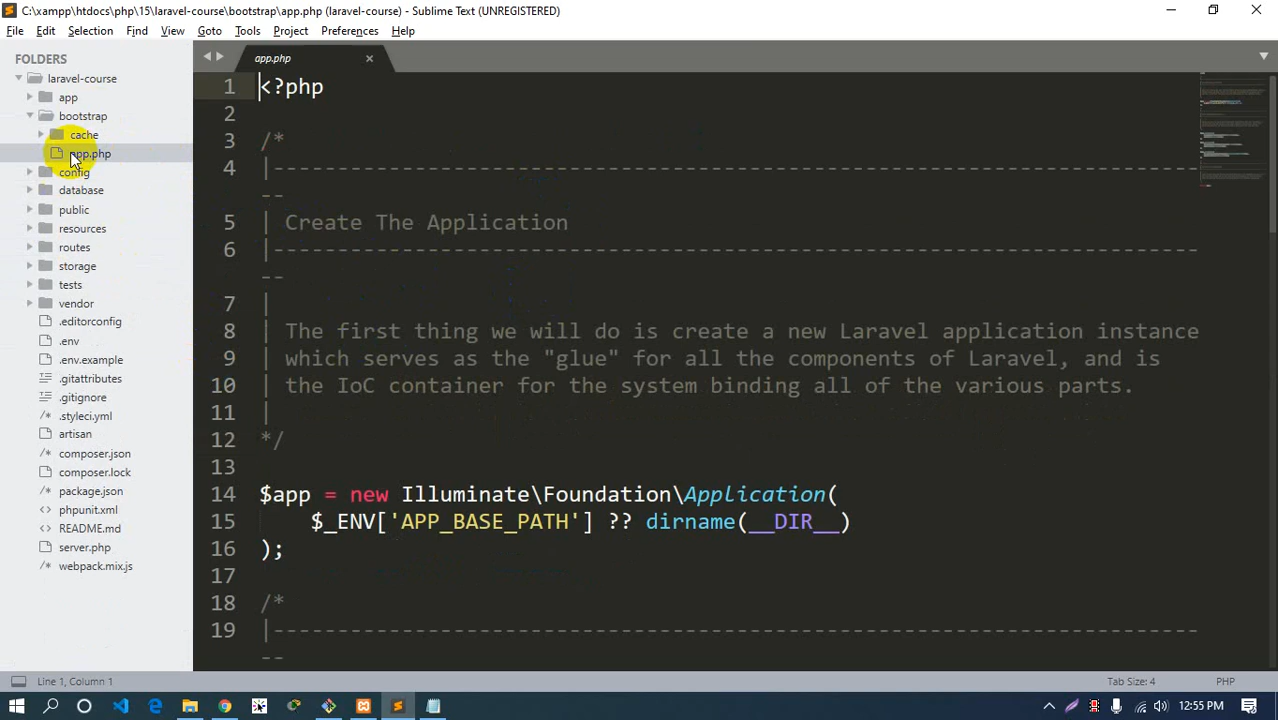 C:\xampp\htdocs\php\15\laravel-course\bootstrap\app.php (laravel-course) - Sublime Text (UNREGISTERED)
File Edit Selection Find View Goto Tools Project Preferences Help
FOLDERS
laravel-course
app
bootstrap
cache
app.php
config
database
public
resources
routes
storage
tests
vendor
.editorconfig
.env
.env.example
.gitattributes
.gitignore
.styleci.yml
artisan
composer.json
composer.lock
package.json
phpunit.xml
README.md
server.php
webpack.mix.js
app.php
1 <?php
2
3 /*
4 |--------------------------------------------------------------------------
5 | Create The Application
6 |--------------------------------------------------------------------------
7 |
8 | The first thing we will do is create a new Laravel application instance
9 | which serves as the "glue" for all the components of Laravel, and is
10 | the IoC container for the system binding all of the various parts.
11 |
12 */
13
14 $app = new Illuminate\Foundation\Application(
15 $_ENV['APP_BASE_PATH'] ?? dirname(__DIR__)
16 );
17
18 /*
19 |--------------------------------------------------------------------------
Line 1, Column 1 Tab Size: 4 PHP
12:55 PM